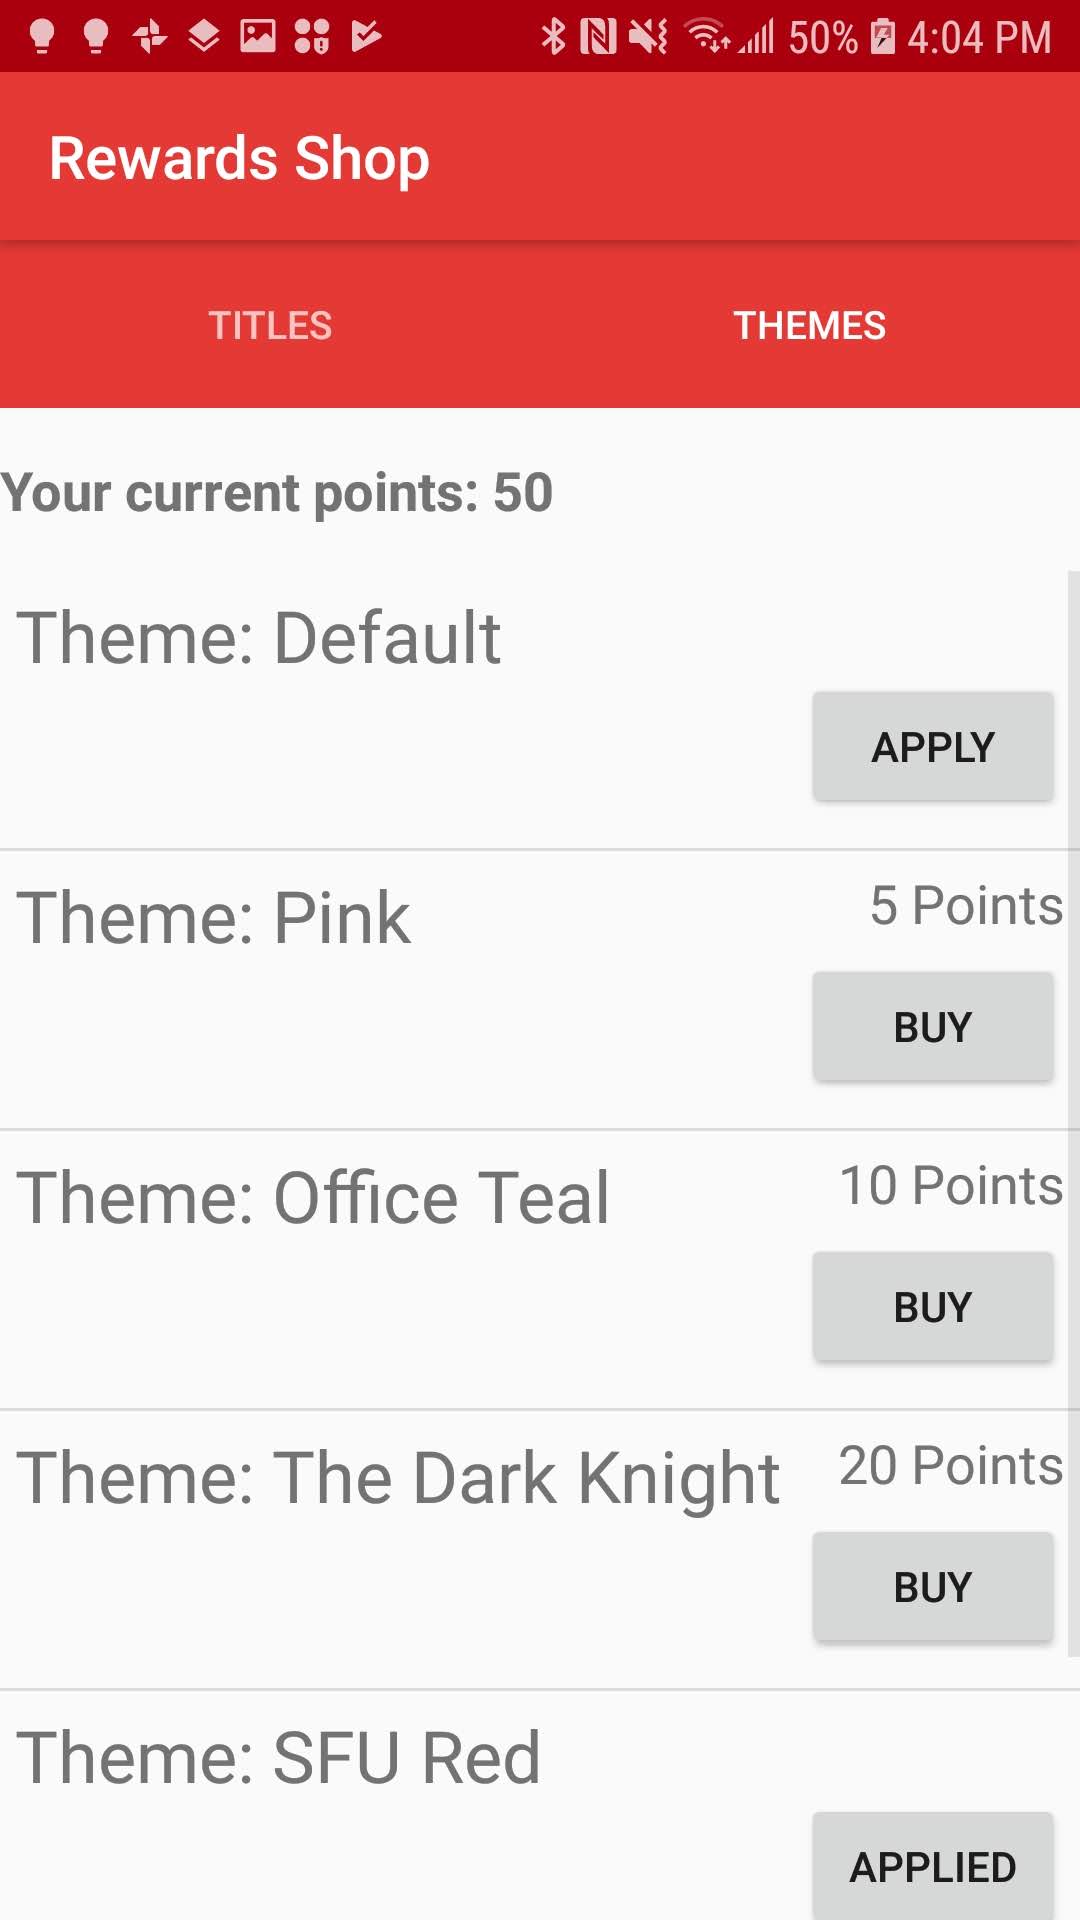 50% 4:04 PM
Rewards Shop
TITLES THEMES
Your current points: 50
Theme: Default
APPLY
Theme: Pink 5 Points
BUY
Theme: Office Teal 10 Points
BUY
Theme: The Dark Knight 20 Points
BUY
Theme: SFU Red
APPLIED